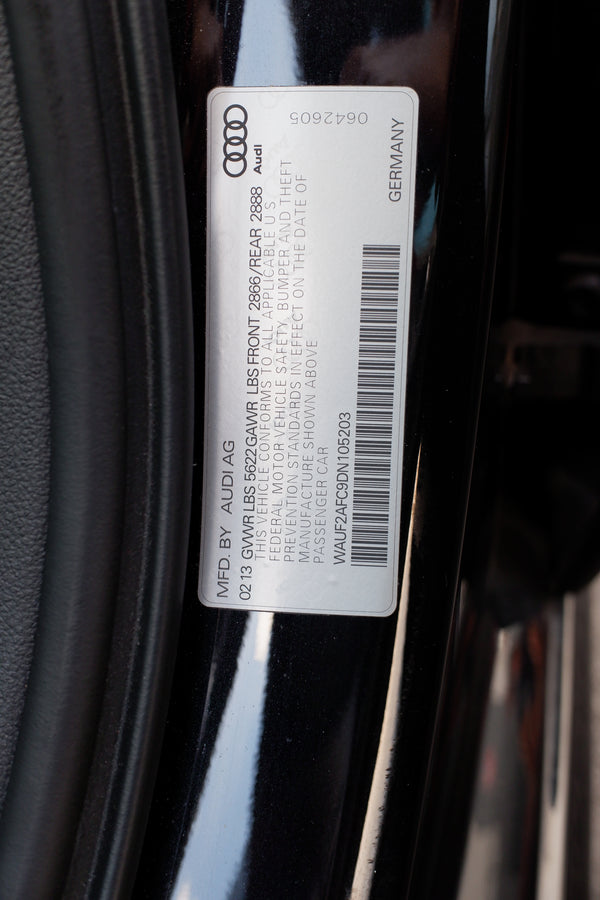 MFD. BY AUDI AG
Audi
02 13 GVWR LBS 5622 GAWR LBS FRONT 2866/REAR 2888
THIS VEHICLE CONFORMS TO ALL APPLICABLE U S
FEDERAL MOTOR VEHICLE SAFETY, BUMPER AND THEFT
PREVENTION STANDARDS IN EFFECT ON THE DATE OF
MANUFACTURE SHOWN ABOVE
PASSENGER CAR
WAUF2AFC9DN105203
GERMANY
0642605